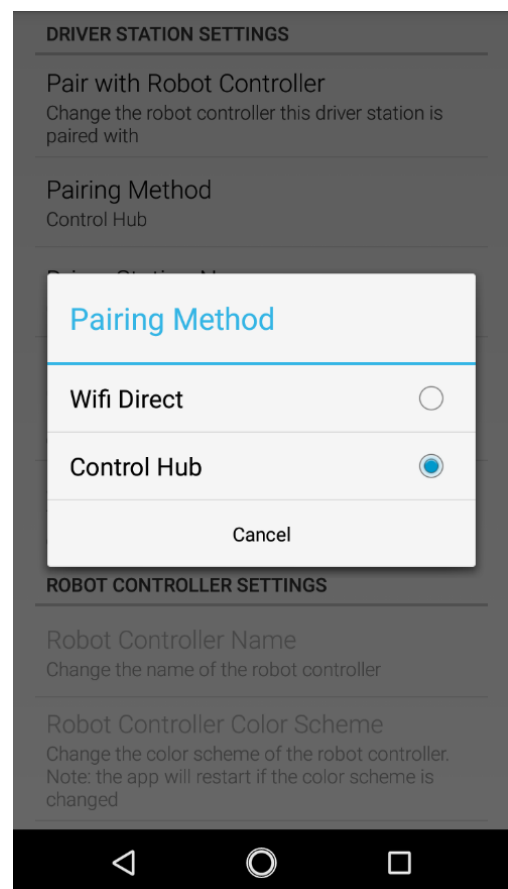 DRIVER STATION SETTINGS
Pair with Robot Controller
Change the robot controller this driver station is
paired with
Pairing Method
Control Hub
Pairing Method
Wifi Direct
Control Hub
Cancel
ROBOT CONTROLLER SETTINGS
Robot Controller Name
Change the name of the robot controller
Robot Controller Color Scheme
Change the color scheme of the robot controller.
Note: the app will restart if the color scheme is
changed